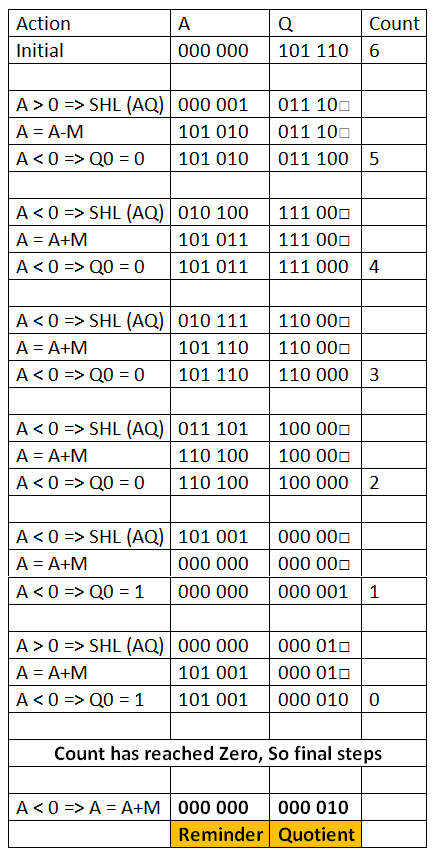 Action A Q Count
Initial 000 000 101 110 6
A > 0 => SHL (AQ) 000 001 011 10□
A = A-M 101 010 011 10□
A < 0 => Q0 = 0 101 010 011 100 5
A < 0 => SHL (AQ) 010 100 111 00□
A = A+M 101 011 111 00□
A < 0 => Q0 = 0 101 011 111 000 4
A < 0 => SHL (AQ) 010 111 110 00□
A = A+M 101 110 110 00□
A < 0 => Q0 = 0 101 110 110 000 3
A < 0 => SHL (AQ) 011 101 100 00□
A = A+M 110 100 100 00□
A < 0 => Q0 = 0 110 100 100 000 2
A < 0 => SHL (AQ) 101 001 000 00□
A = A+M 000 000 000 00□
A < 0 => Q0 = 1 000 000 000 001 1
A > 0 => SHL (AQ) 000 000 000 01□
A = A+M 101 001 000 01□
A < 0 => Q0 = 1 101 001 000 010 0
Count has reached Zero, So final steps
A < 0 => A = A+M 000 000 000 010
Reminder Quotient